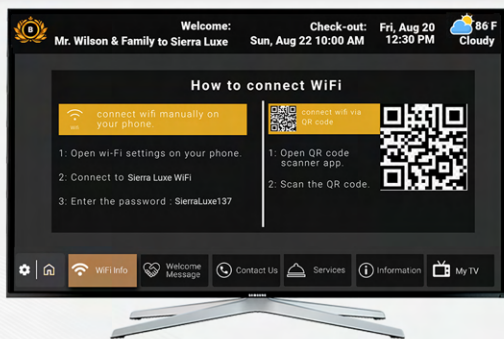 B
Welcome:
Mr. Wilson & Family to Sierra Luxe
Check-out:
Sun, Aug 22 10:00 AM
Fri, Aug 20
12:30 PM
86 F
Cloudy
How to connect WiFi
connect wifi manually on
your phone.
1: Open wi-Fi settings on your phone.
2: Connect to Sierra Luxe WiFi
3: Enter the password : SierraLuxe137
connect wifi via
QR code
1: Open QR code
scanner app.
2: Scan the QR code.
WiFi Info
Welcome
Message
Contact Us
Services
Information
My TV
SAMSUNG